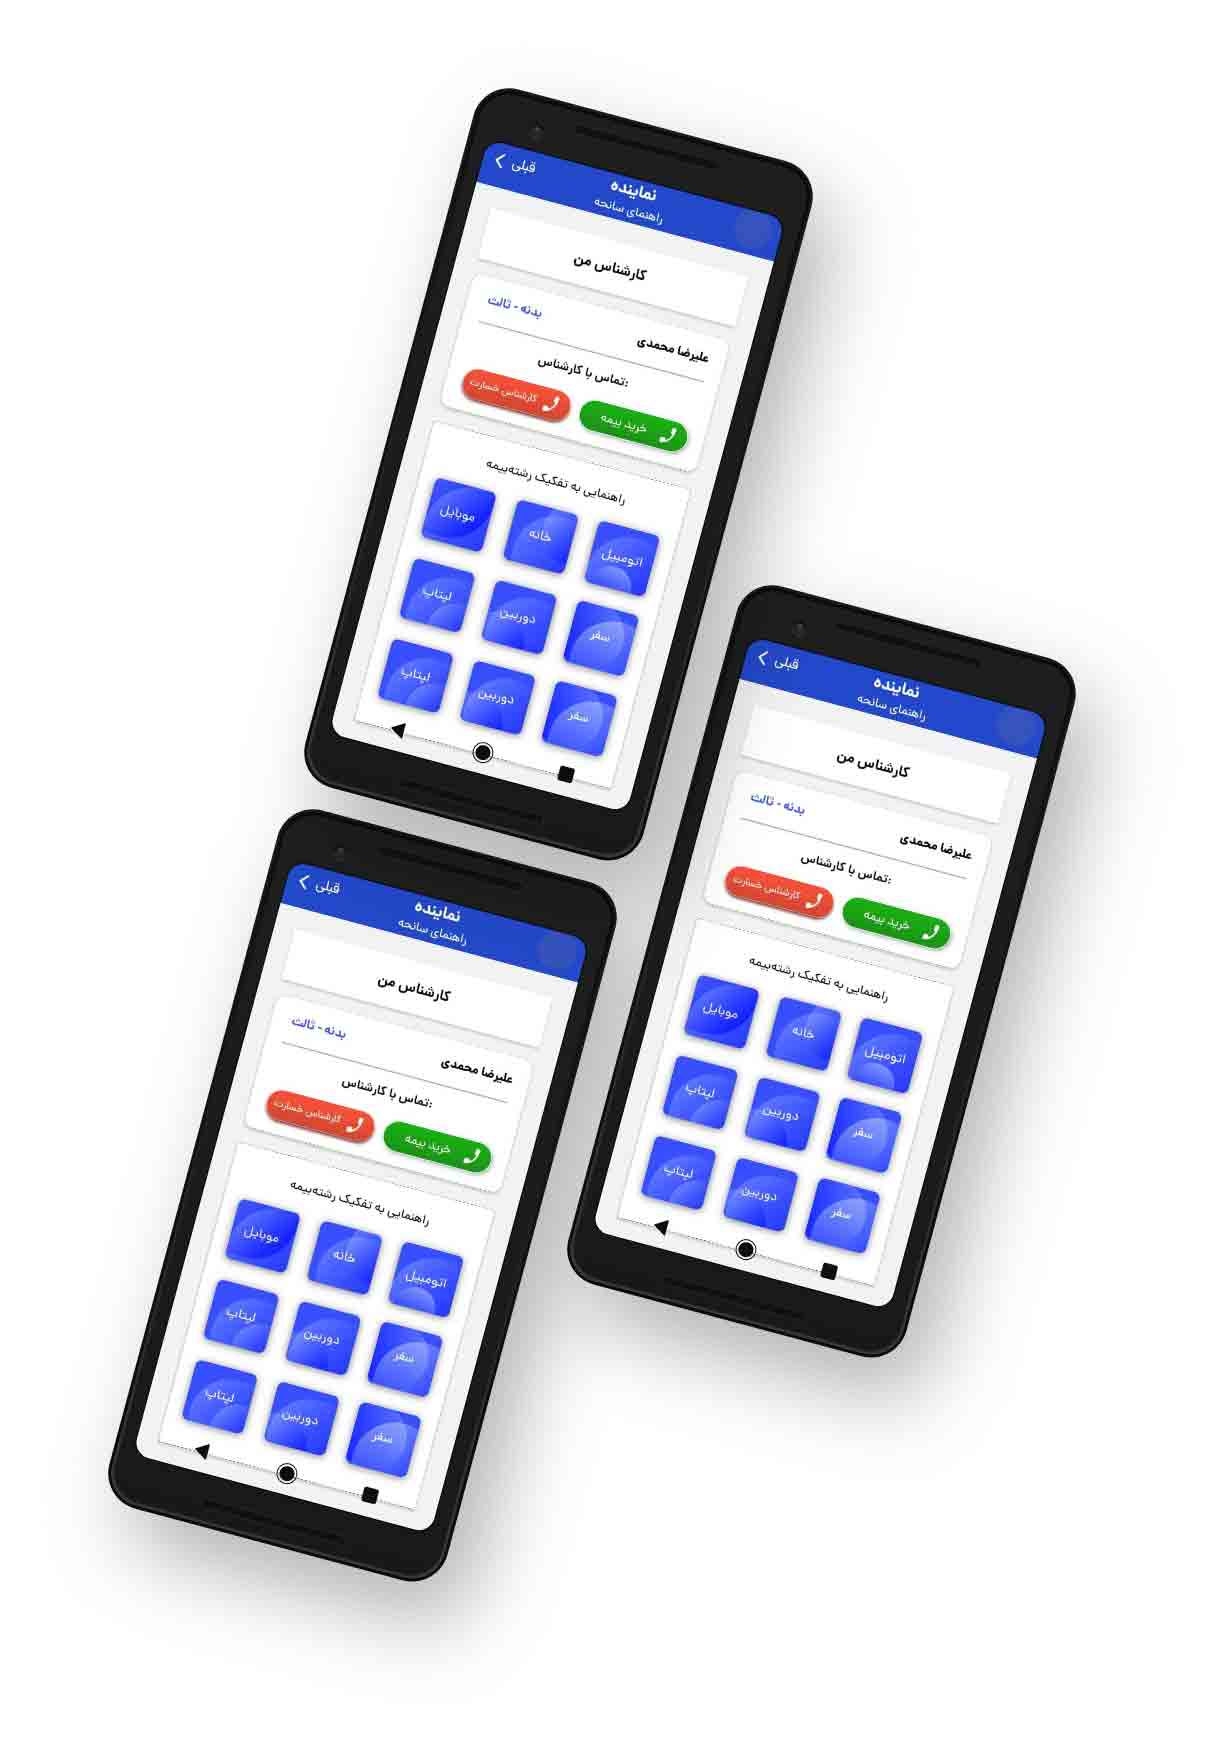 قبلی
نماینده
راهنمای سانحه
کارشناس من
علیرضا محمدی
بدنه - ثالث
تماس با کارشناس:
خرید بیمه
کارشناس خسارت
راهنمایی به تفکیک رشته‌بیمه
اتومبیل خانه موبایل
سفر دوربین لپتاپ
سفر دوربین لپتاپ
قبلی
نماینده
راهنمای سانحه
کارشناس من
علیرضا محمدی
بدنه - ثالث
تماس با کارشناس:
خرید بیمه
کارشناس خسارت
راهنمایی به تفکیک رشته‌بیمه
اتومبیل خانه موبایل
سفر دوربین لپتاپ
سفر دوربین لپتاپ
قبلی
نماینده
راهنمای سانحه
کارشناس من
علیرضا محمدی
بدنه - ثالث
تماس با کارشناس:
خرید بیمه
کارشناس خسارت
راهنمایی به تفکیک رشته‌بیمه
اتومبیل خانه موبایل
سفر دوربین لپتاپ
سفر دوربین لپتاپ